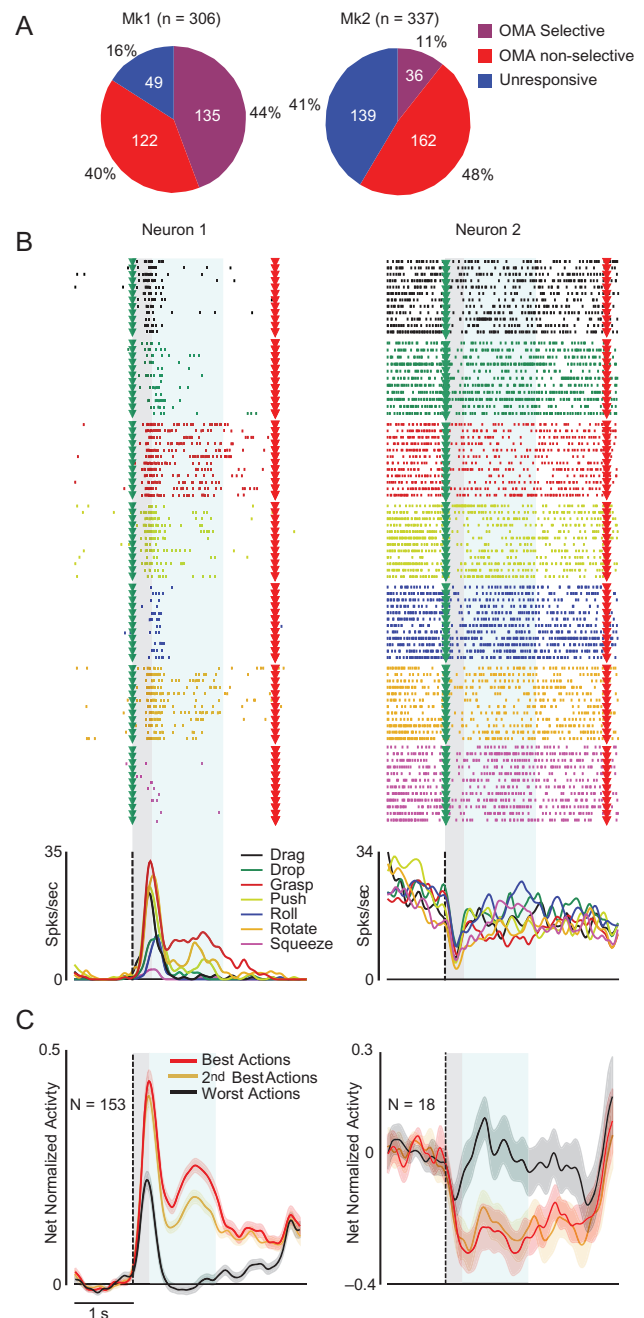 A
Mk1 (n = 306)
Mk2 (n = 337)
OMA Selective
OMA non-selective
Unresponsive
16%
49
135
44%
122
40%
11%
36
41%
139
162
48%
B
Neuron 1
Neuron 2
35
Spks/sec
0
Drag
Drop
Grasp
Push
Roll
Rotate
Squeeze
34
Spks/sec
0
C
0.5
Net Normalized Activty
0
N = 153
Best Actions
2nd BestActions
Worst Actions
1 s
0.3
Net Normalized Activity
0
–0.4
N = 18